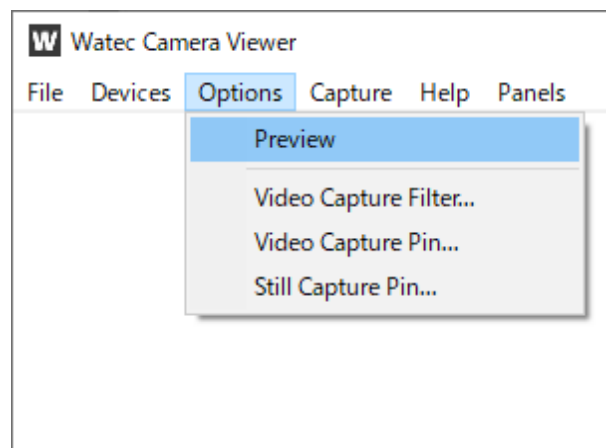 W Watec Camera Viewer
File Devices Options Capture Help Panels
Preview
Video Capture Filter...
Video Capture Pin...
Still Capture Pin...